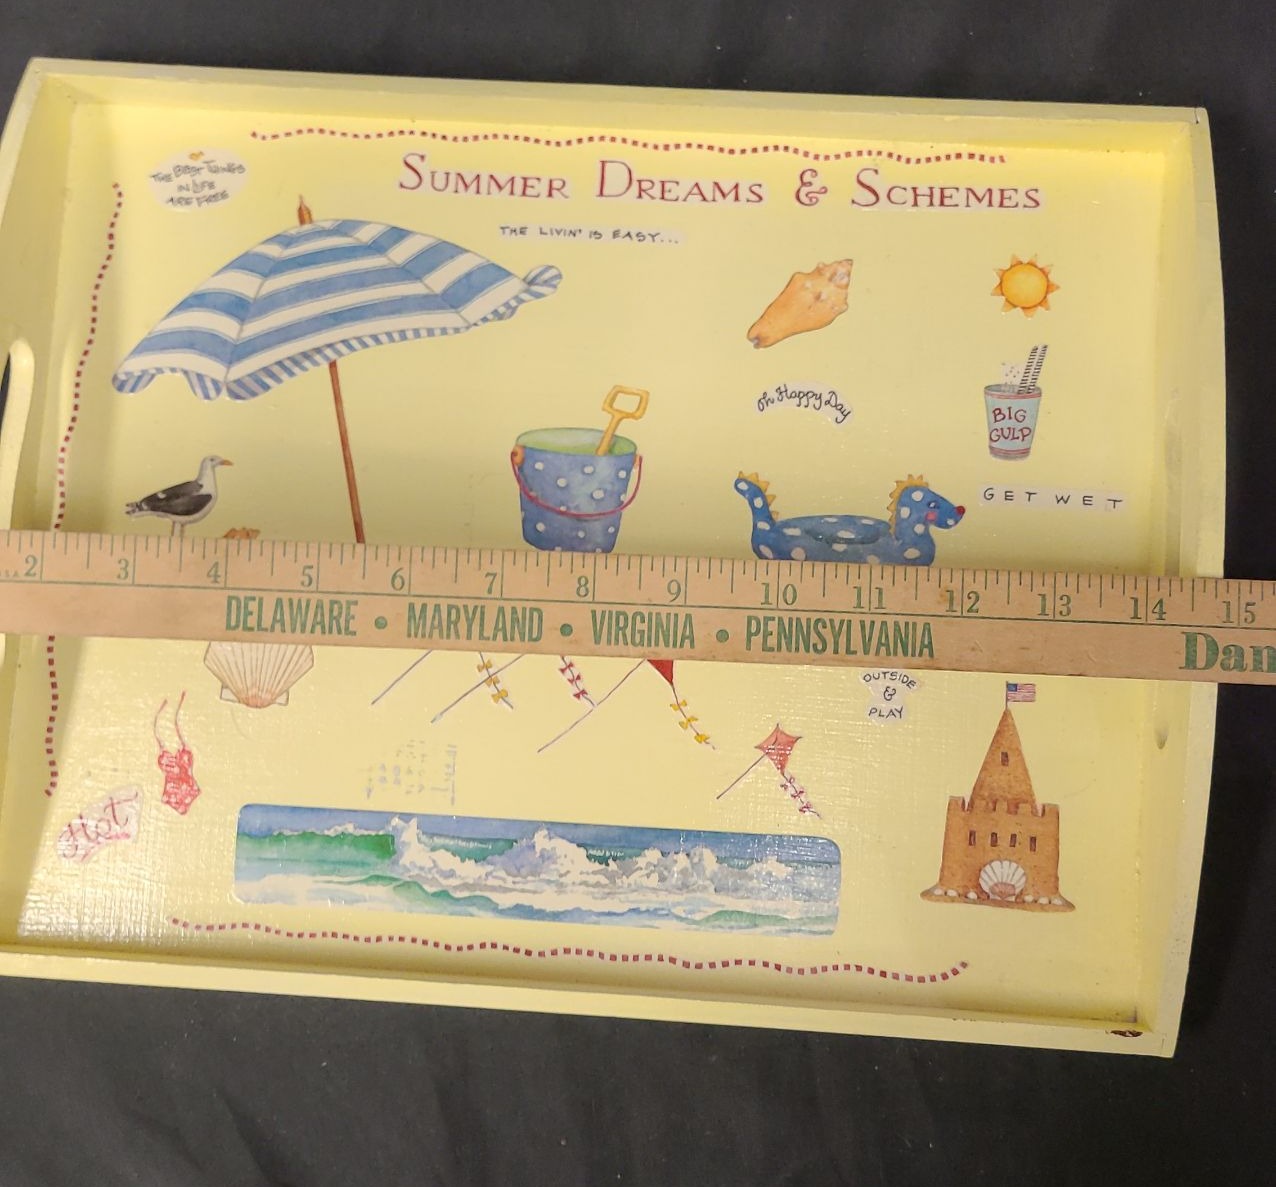 THE BEST THINGS
IN LIFE
ARE FREE
SUMMER DREAMS & SCHEMES
THE LIVIN' IS EASY...
oh Happy Day
BIG
GULP
GET WET
USA 2 3 4 5 6 7 8 9 10 11 12 13 14 15
DELAWARE • MARYLAND • VIRGINIA • PENNSYLVANIA
Dan
OUTSIDE
&
PLAY
Hot